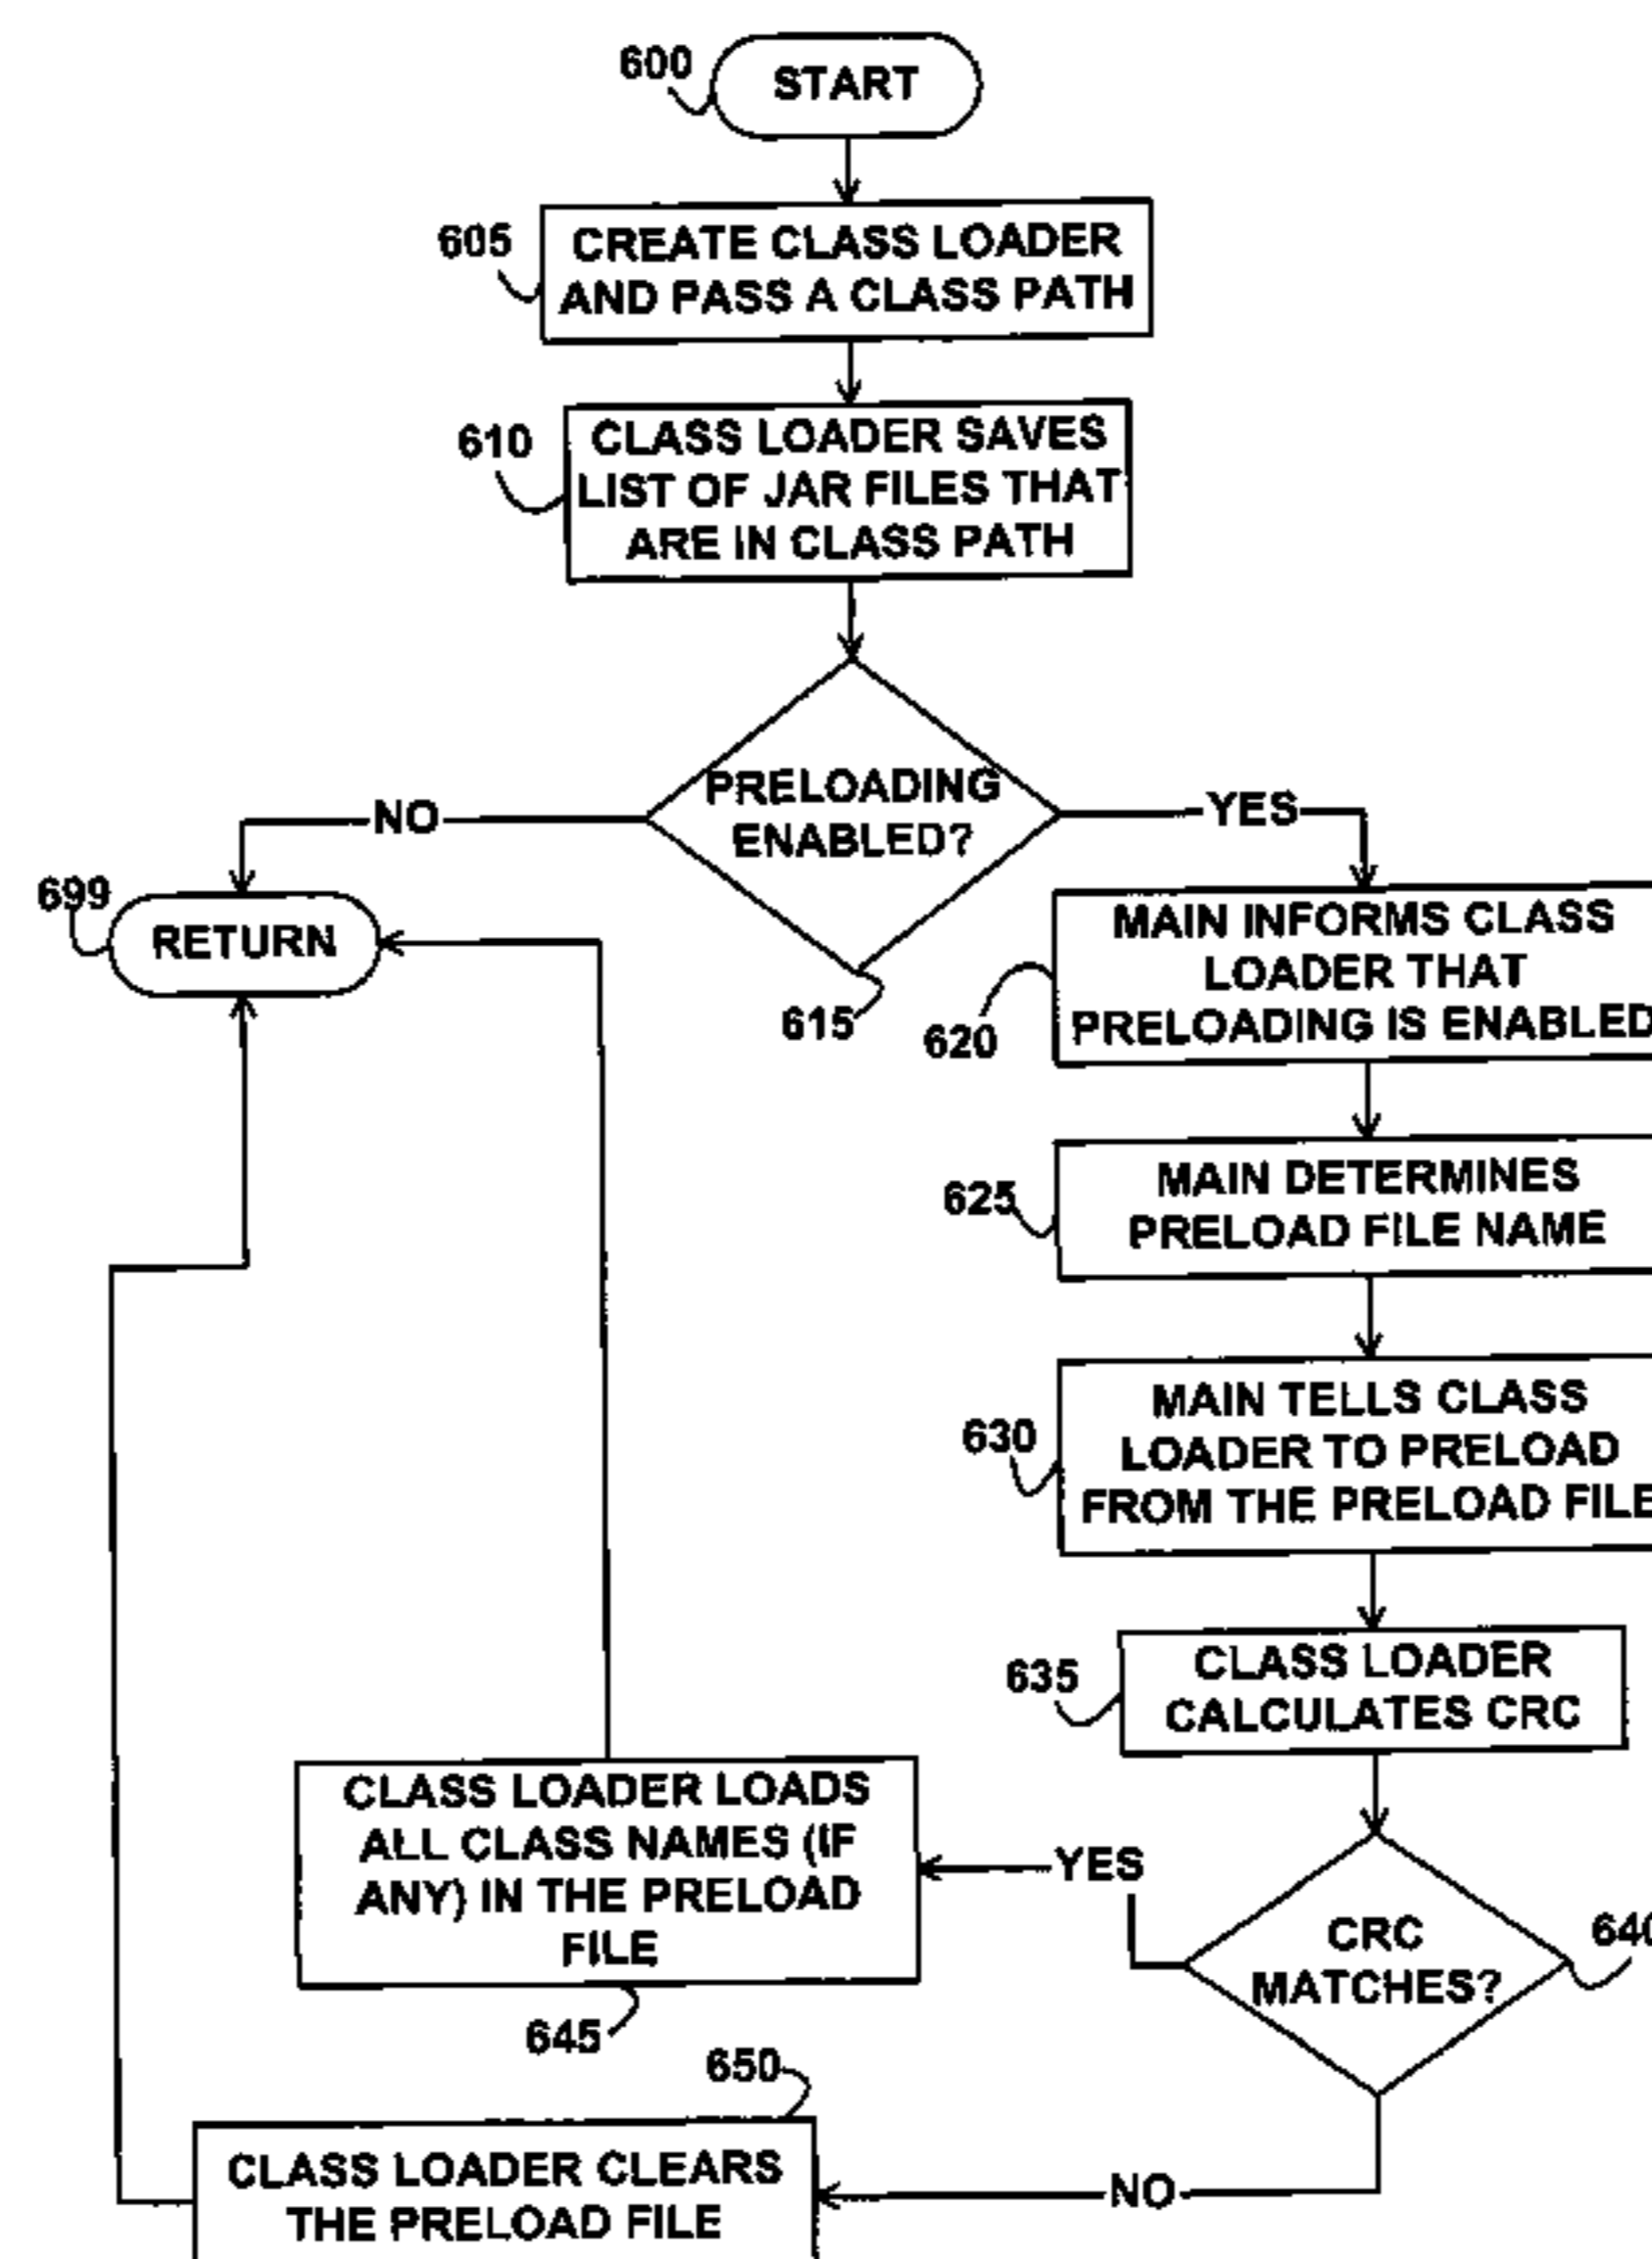 600
START
605
CREATE CLASS LOADER
AND PASS A CLASS PATH
610
CLASS LOADER SAVES
LIST OF JAR FILES THAT
ARE IN CLASS PATH
PRELOADING
ENABLED?
NO
YES
615
699
RETURN
620
MAIN INFORMS CLASS
LOADER THAT
PRELOADING IS ENABLED
625
MAIN DETERMINES
PRELOAD FILE NAME
630
MAIN TELLS CLASS
LOADER TO PRELOAD
FROM THE PRELOAD FILE
635
CLASS LOADER
CALCULATES CRC
CRC
MATCHES?
640
YES
CLASS LOADER LOADS
ALL CLASS NAMES (IF
ANY) IN THE PRELOAD
FILE
645
650
NO
CLASS LOADER CLEARS
THE PRELOAD FILE